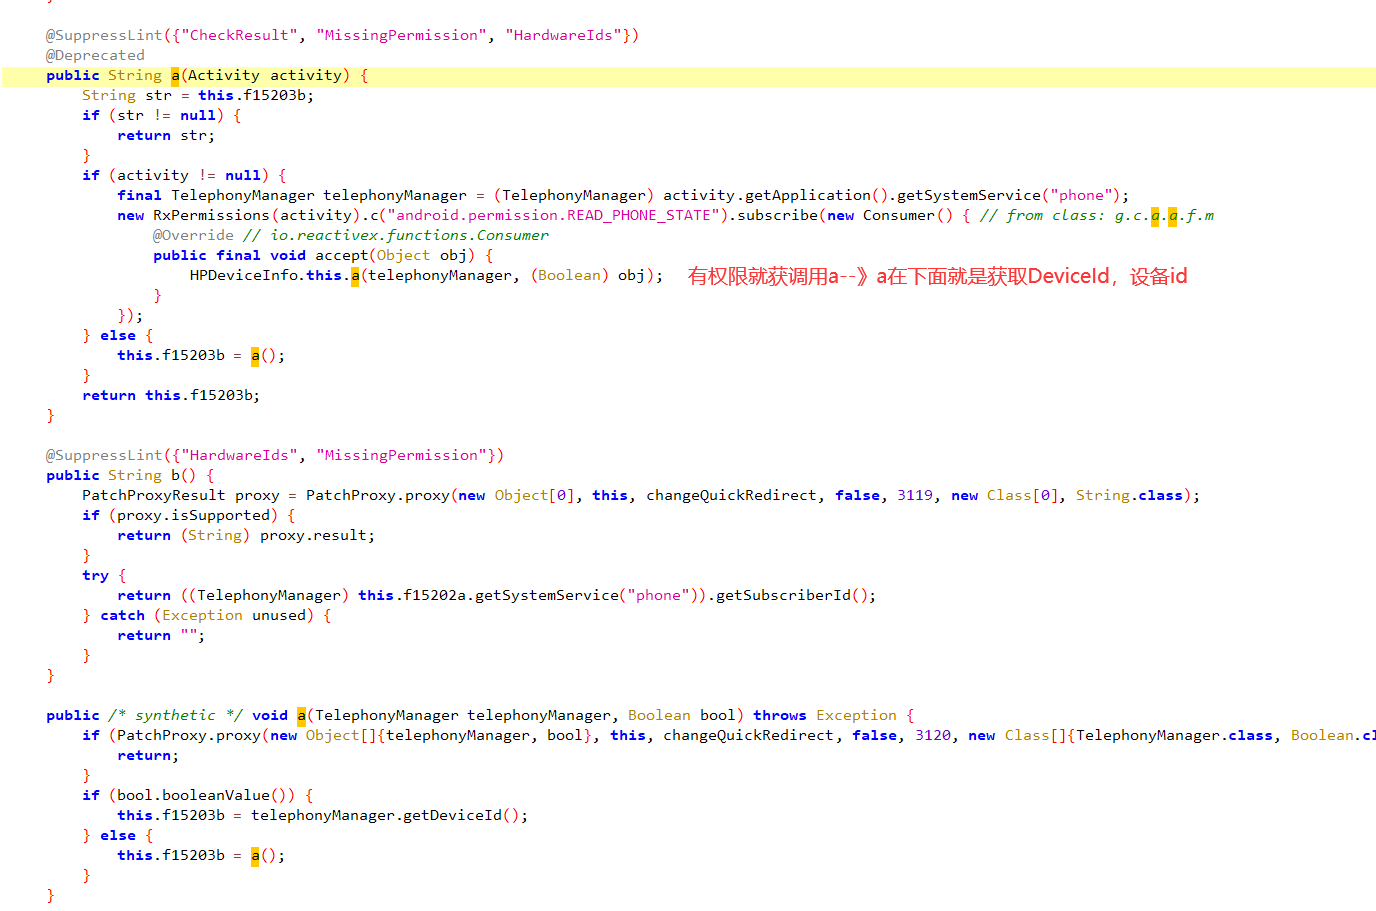 }
@SuppressLint({"CheckResult", "MissingPermission", "HardwareIds"})
@Deprecated
public String a(Activity activity) {
String str = this.f15203b;
if (str != null) {
return str;
}
if (activity != null) {
final TelephonyManager telephonyManager = (TelephonyManager) activity.getApplication().getSystemService("phone");
new RxPermissions(activity).c("android.permission.READ_PHONE_STATE").subscribe(new Consumer() { // from class: g.c.a.a.f.m
@Override // io.reactivex.functions.Consumer
public final void accept(Object obj) {
HPDeviceInfo.this.a(telephonyManager, (Boolean) obj); 有权限就获调用a--》a在下面就是获取DeviceId，设备id
}
});
} else {
this.f15203b = a();
}
return this.f15203b;
}
@SuppressLint({"HardwareIds", "MissingPermission"})
public String b() {
PatchProxyResult proxy = PatchProxy.proxy(new Object[0], this, changeQuickRedirect, false, 3119, new Class[0], String.class);
if (proxy.isSupported) {
return (String) proxy.result;
}
try {
return ((TelephonyManager) this.f15202a.getSystemService("phone")).getSubscriberId();
} catch (Exception unused) {
return "";
}
}
public /* synthetic */ void a(TelephonyManager telephonyManager, Boolean bool) throws Exception {
if (PatchProxy.proxy(new Object[]{telephonyManager, bool}, this, changeQuickRedirect, false, 3120, new Class[]{TelephonyManager.class, Boolean.cl
return;
}
if (bool.booleanValue()) {
this.f15203b = telephonyManager.getDeviceId();
} else {
this.f15203b = a();
}
}